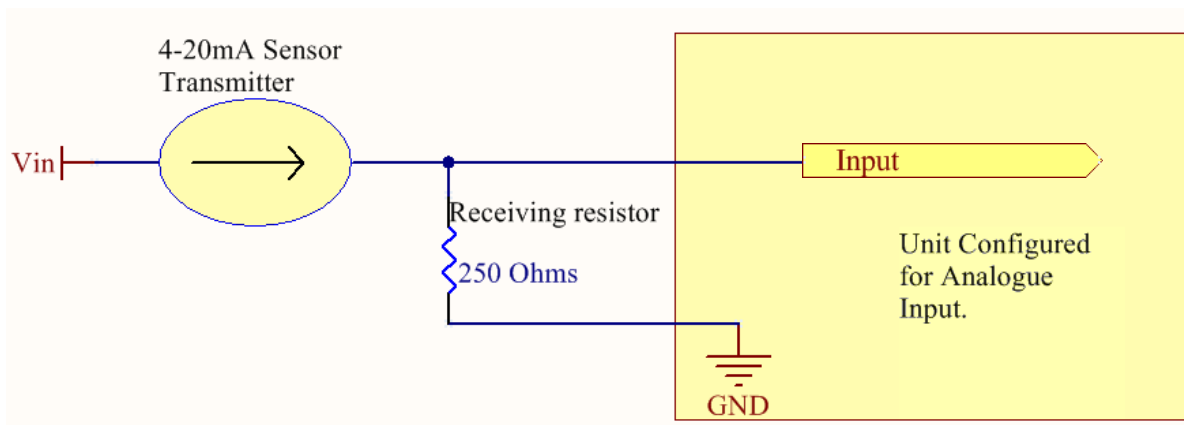 4-20mA Sensor
Transmitter
Vin
Input
Receiving resistor
250 Ohms
Unit Configured
for Analogue
Input.
GND